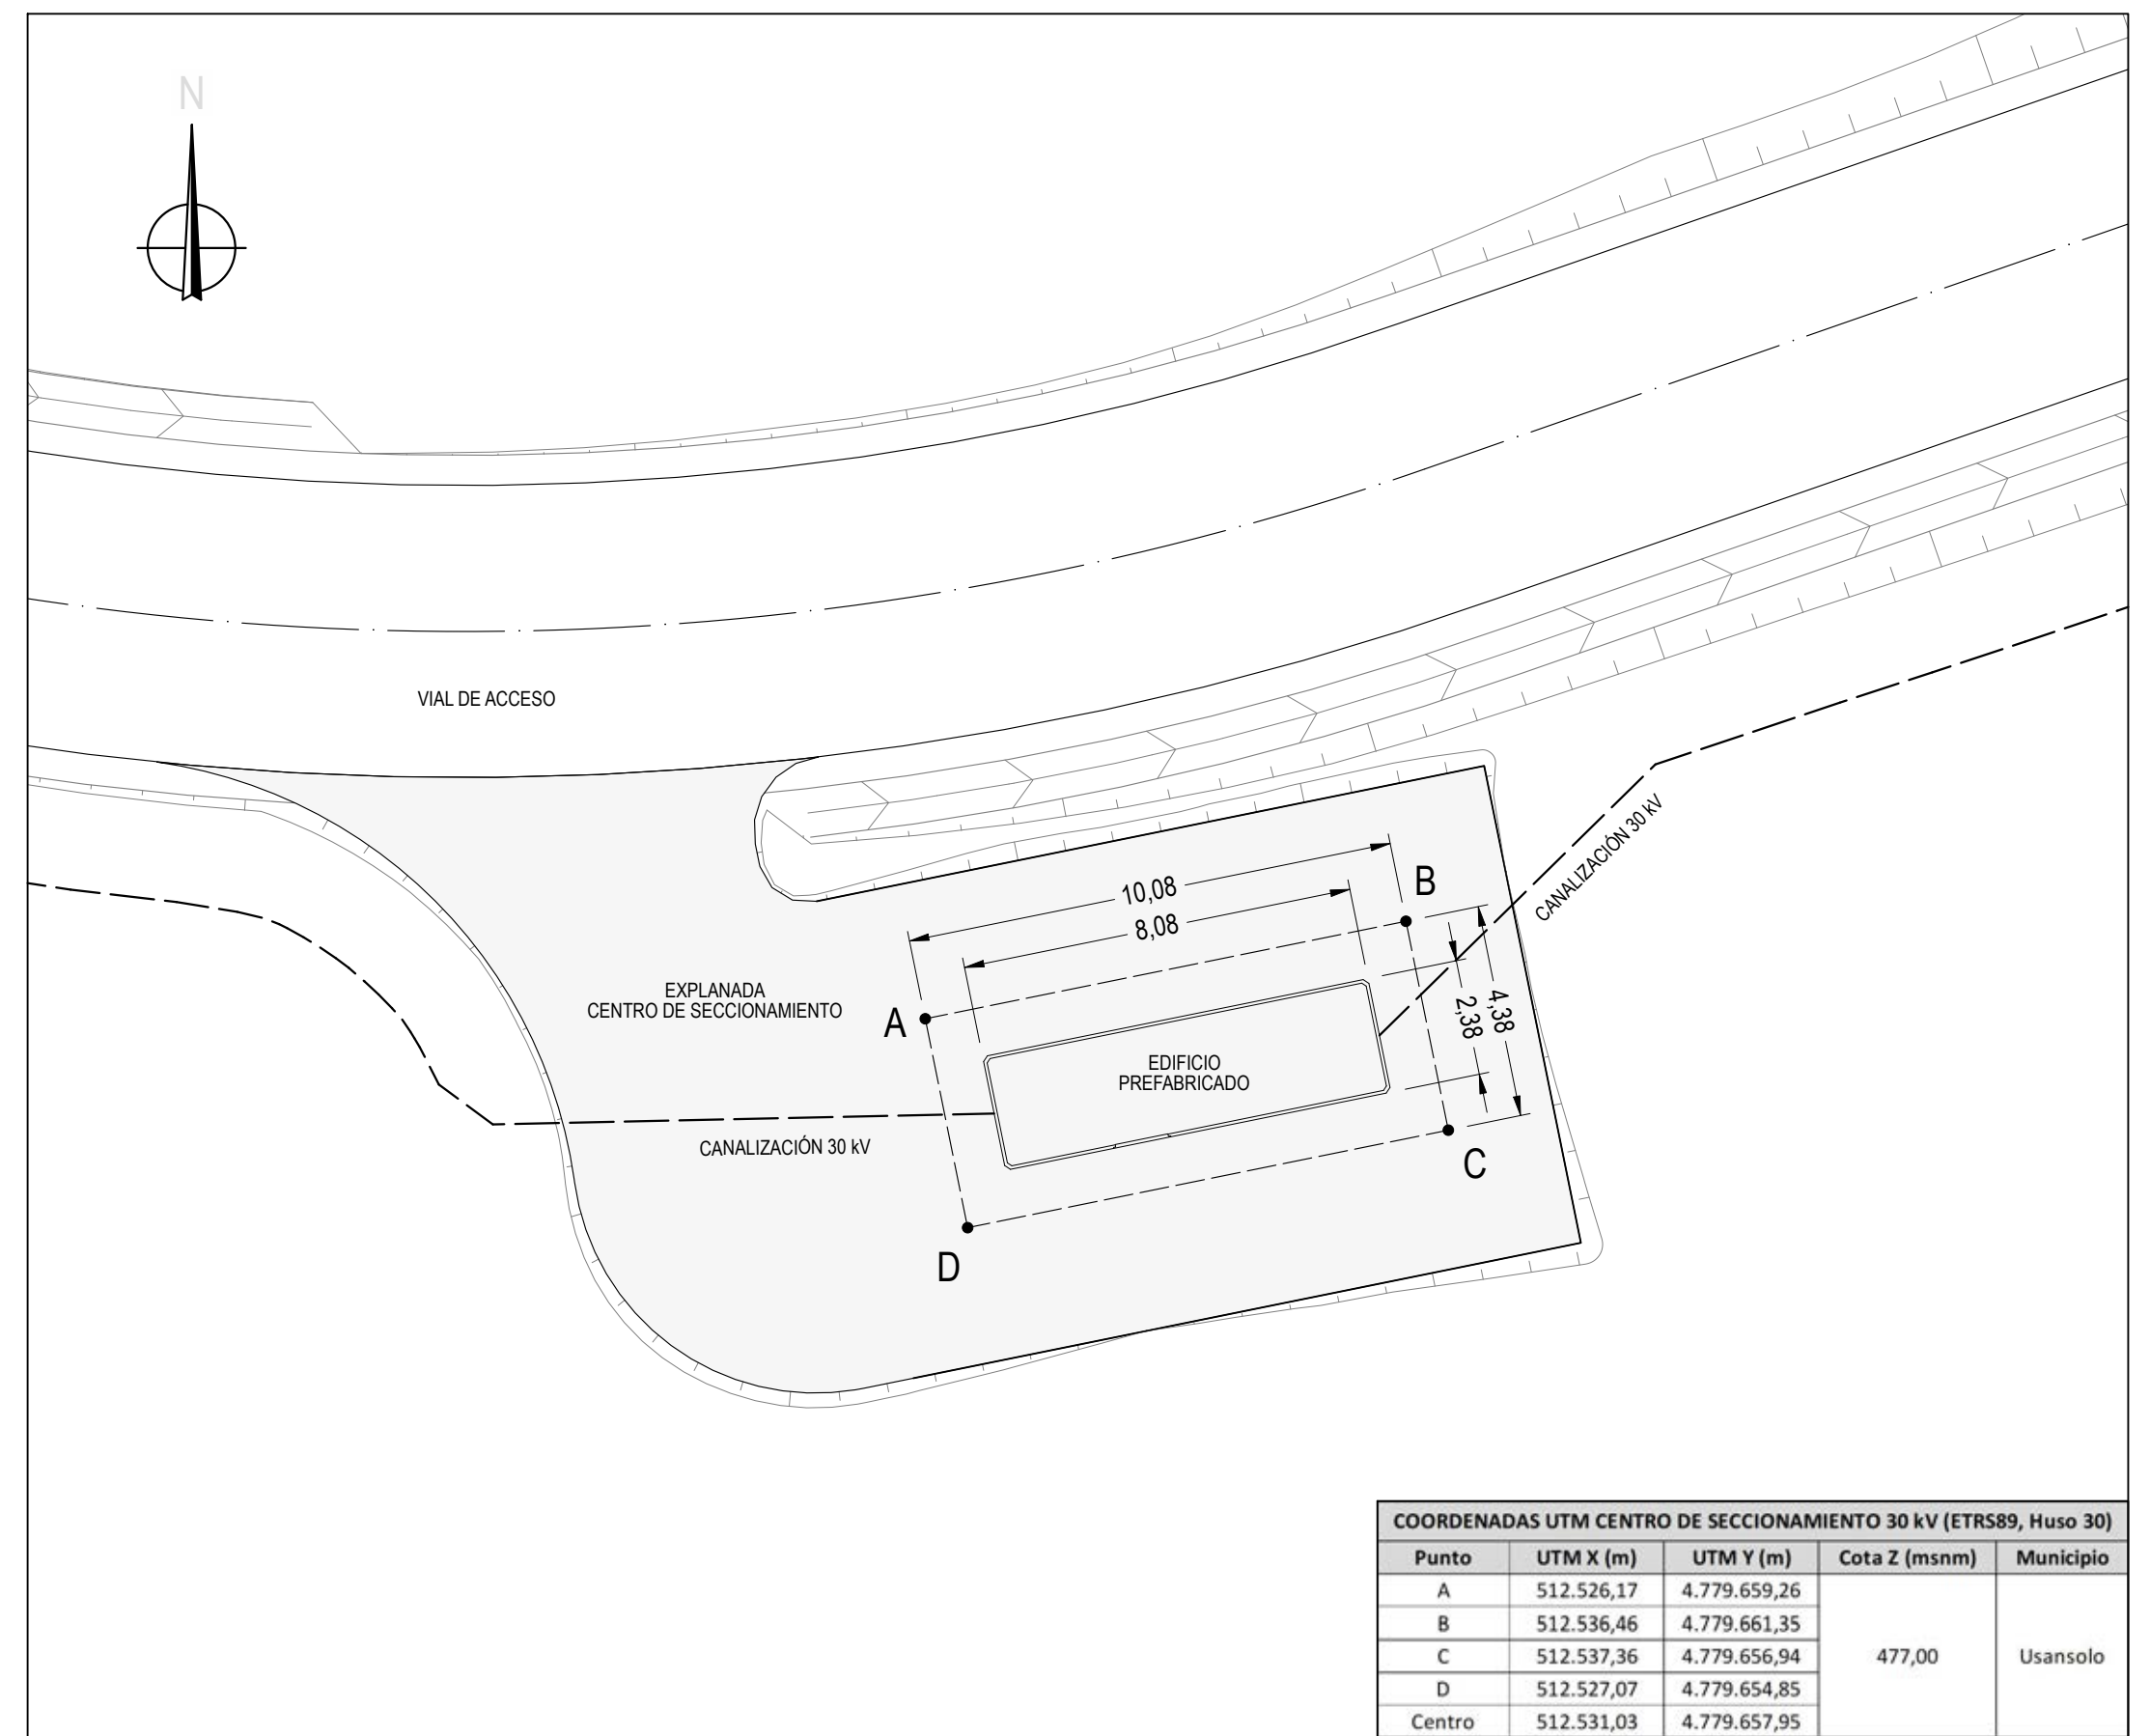 N
VIAL DE ACCESO
CANALIZACIÓN 30 kV
10,08
8,08
B
4,38
2,38
EXPLANADA
CENTRO DE SECCIONAMIENTO
A
EDIFICIO
PREFABRICADO
CANALIZACIÓN 30 kV
C
D
COORDENADAS UTM CENTRO DE SECCIONAMIENTO 30 kV (ETRS89, Huso 30)
Punto UTM X (m) UTM Y (m) Cota Z (msnm) Municipio
A 512.526,17 4.779.659,26
B 512.536,46 4.779.661,35
C 512.537,36 4.779.656,94 477,00 Usansolo
D 512.527,07 4.779.654,85
Centro 512.531,03 4.779.657,95